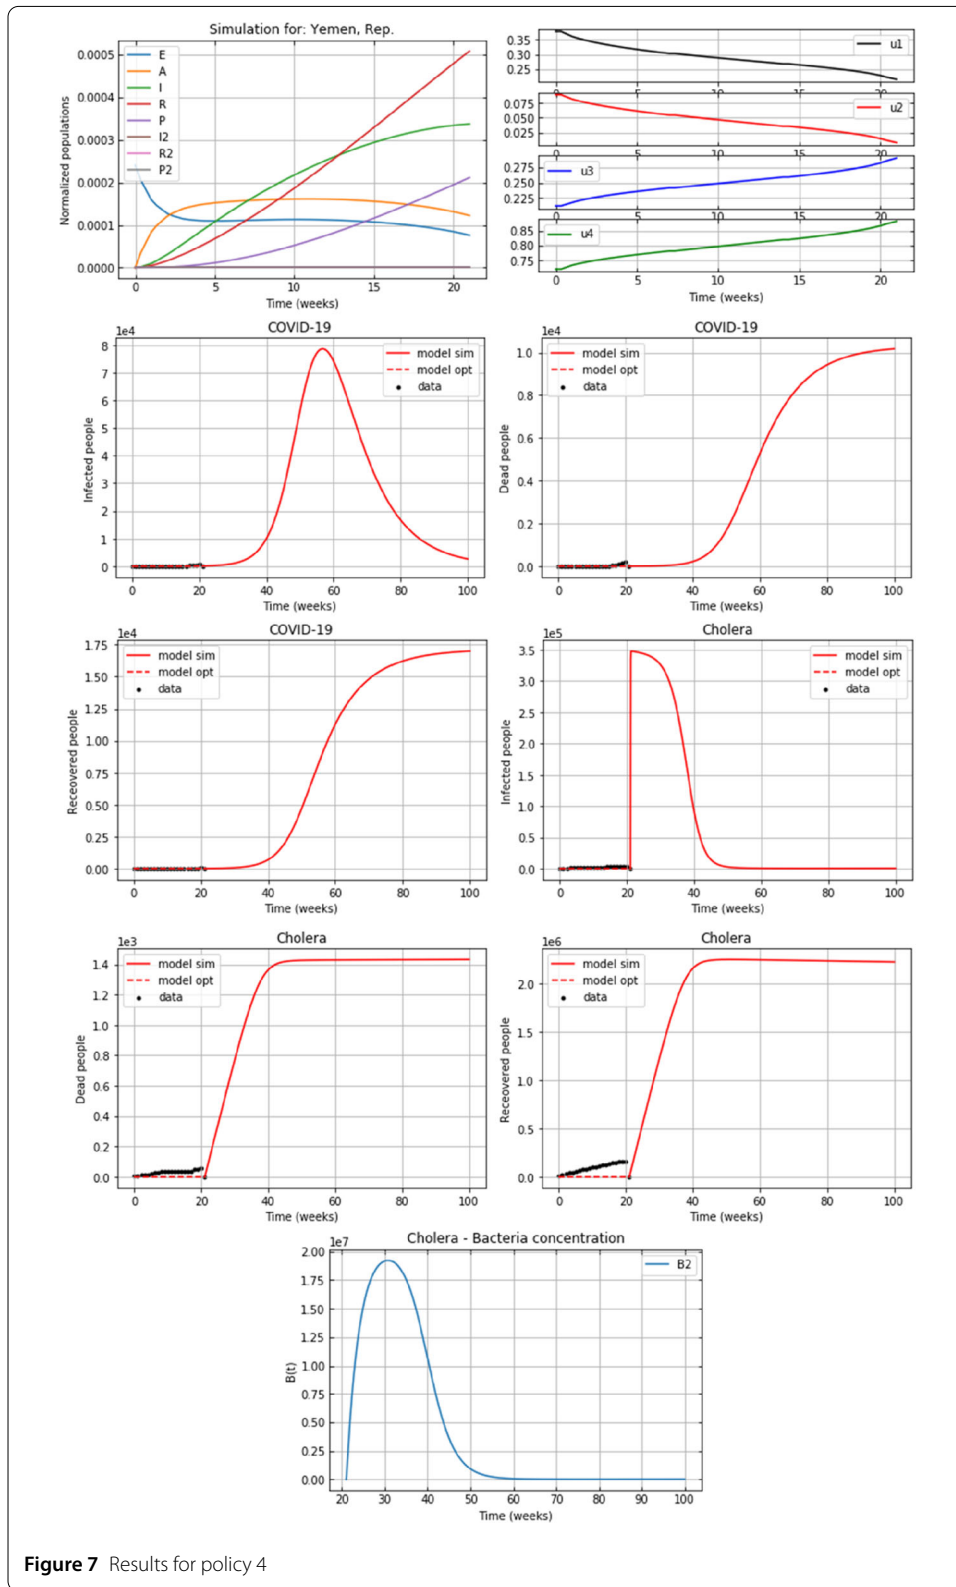 Simulation for: Yemen, Rep.
0.0005
0.0004
0.0003
0.0002
0.0001
0.0000
Normalized populations
E
A
I
R
P
I2
R2
P2
0 5 10 15 20
Time (weeks)
0.35
0.25
u1
0 5 10 15 20
0.075
0.025
u2
0 5 10 15 20
0.275
0.250
0.225
u3
0 5 10 15 20
0.85
0.75
u4
0 5 10 15 20
Time (weeks)
COVID-19
1e4
8
7
6
5
4
3
2
1
0
Infected people
model sim
model opt
data
0 20 40 60 80 100
Time (weeks)
COVID-19
1e4
1.0
0.8
0.6
0.4
0.2
0.0
Dead people
model sim
model opt
data
0 20 40 60 80 100
Time (weeks)
COVID-19
1e4
1.75
1.50
1.25
1.00
0.75
0.50
0.25
0.00
Receovered people
model sim
model opt
data
0 20 40 60 80 100
Time (weeks)
Cholera
1e5
3.5
3.0
2.5
2.0
1.5
1.0
0.5
0.0
Infected people
model sim
model opt
data
0 20 40 60 80 100
Time (weeks)
Cholera
1e3
1.4
1.2
1.0
0.8
0.6
0.4
0.2
0.0
Dead people
model sim
model opt
data
0 20 40 60 80 100
Time (weeks)
Cholera
1e6
2.0
1.5
1.0
0.5
0.0
Receovered people
model sim
model opt
data
0 20 40 60 80 100
Time (weeks)
Cholera - Bacteria concentration
1e7
2.00
1.75
1.50
1.25
1.00
0.75
0.50
0.25
0.00
B(t)
B2
20 30 40 50 60 70 80 90 100
Time (weeks)
Figure 7 Results for policy 4